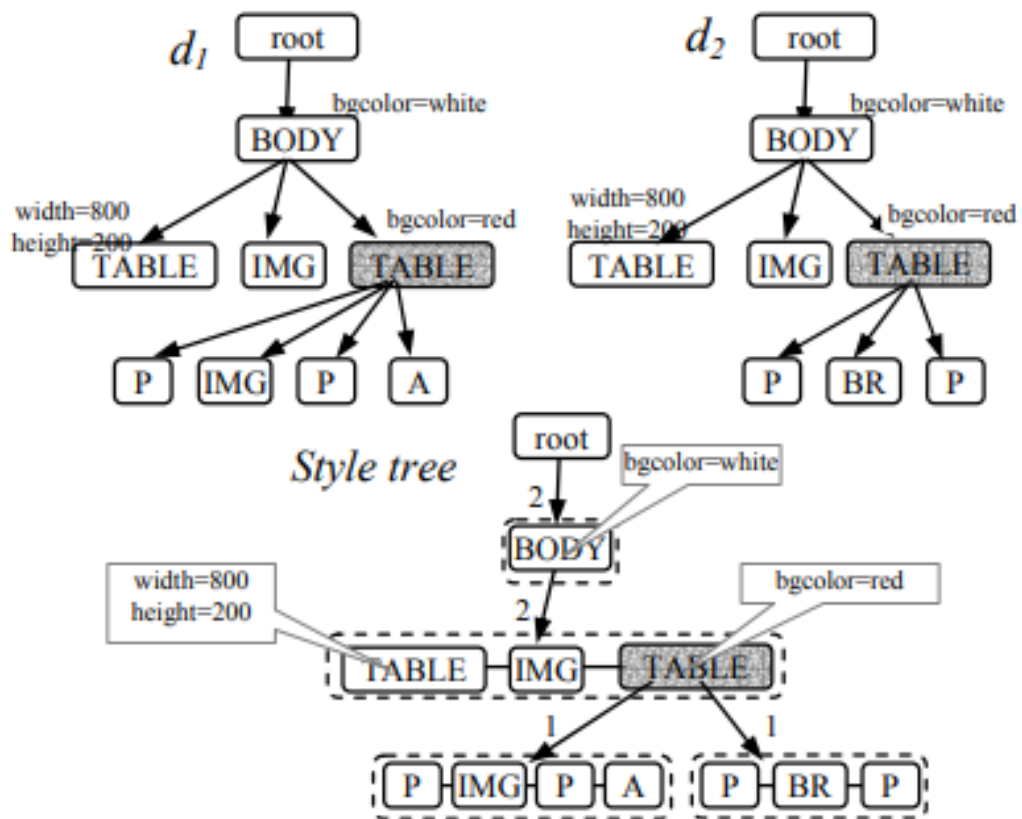 d1 root d2 root
bgcolor=white bgcolor=white
BODY BODY
width=800 width=800
height=200 bgcolor=red height=200 bgcolor=red
TABLE IMG TABLE TABLE IMG TABLE
P IMG P A P BR P
root
Style tree bgcolor=white
2
BODY
width=800 bgcolor=red
height=200
2
TABLE IMG TABLE
1 1
P IMG P A P BR P